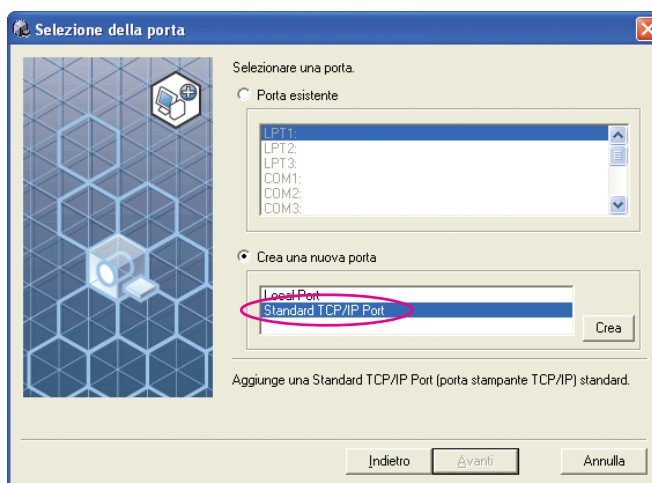 Selezione della porta
Selezionare una porta.
Porta esistente
LPT1:
LPT2:
LPT3:
COM1:
COM2:
COM3:
Crea una nuova porta
Local Port
Standard TCP/IP Port
Crea
Aggiunge una Standard TCP/IP Port (porta stampante TCP/IP) standard.
Indietro
Avanti
Annulla